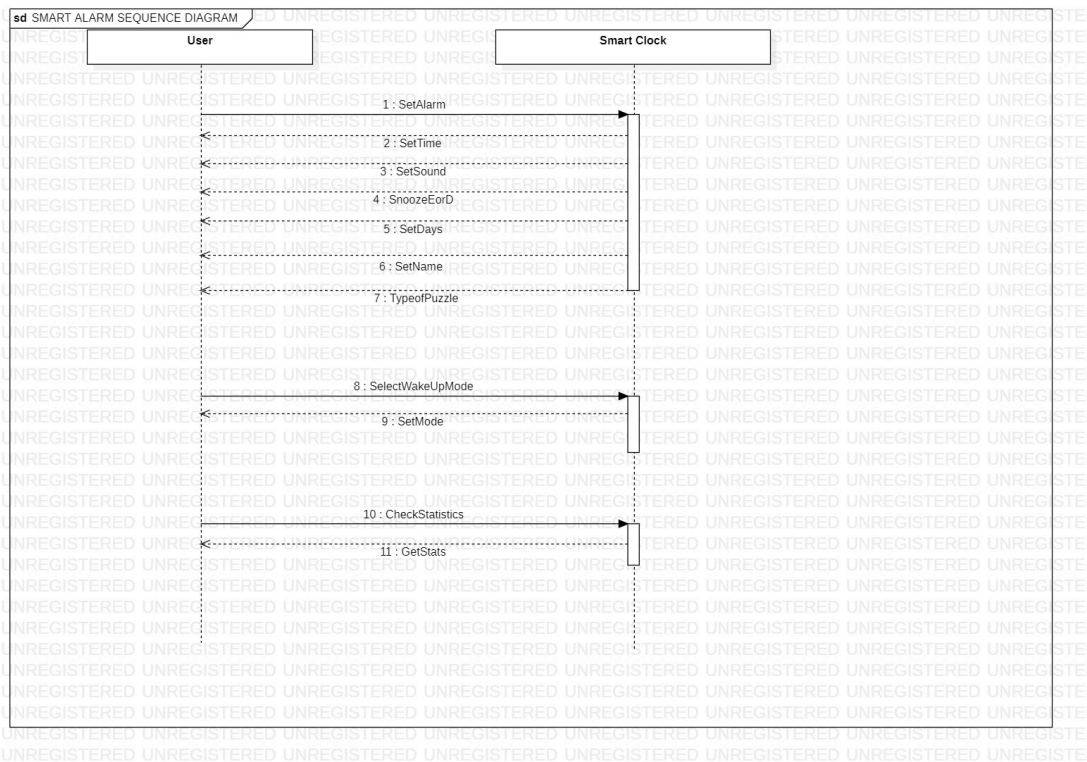 sd SMART ALARM SEQUENCE DIAGRAM
User
Smart Clock
1 : SetAlarm
2 : SetTime
3 : SetSound
4 : SnoozeEorD
5 : SetDays
6 : SetName
7 : TypeofPuzzle
8 : SelectWakeUpMode
9 : SetMode
10 : CheckStatistics
11 : GetStats
UNREGISTERED